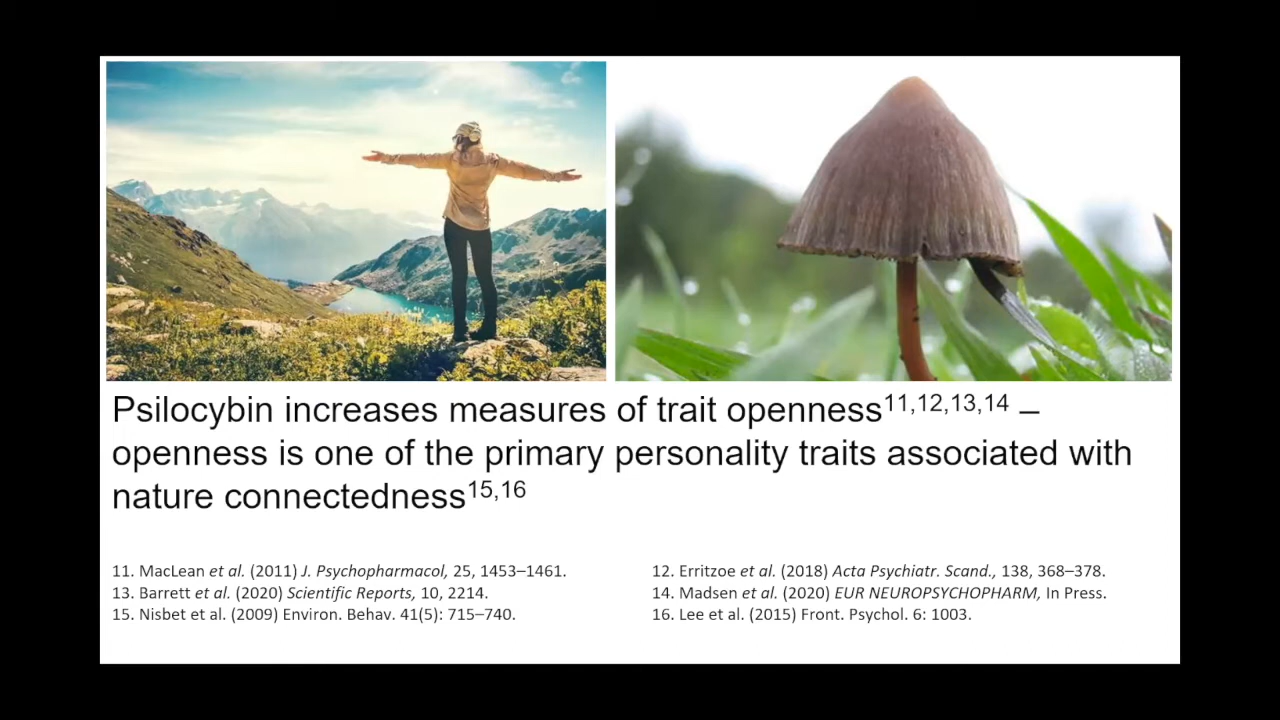 Psilocybin increases measures of trait openness11,12,13,14 –
openness is one of the primary personality traits associated with
nature connectedness15,16
11. MacLean et al. (2011) J. Psychopharmacol, 25, 1453–1461.
12. Erritzoe et al. (2018) Acta Psychiatr. Scand., 138, 368–378.
13. Barrett et al. (2020) Scientific Reports, 10, 2214.
14. Madsen et al. (2020) EUR NEUROPSYCHOPHARM, In Press.
15. Nisbet et al. (2009) Environ. Behav. 41(5): 715–740.
16. Lee et al. (2015) Front. Psychol. 6: 1003.